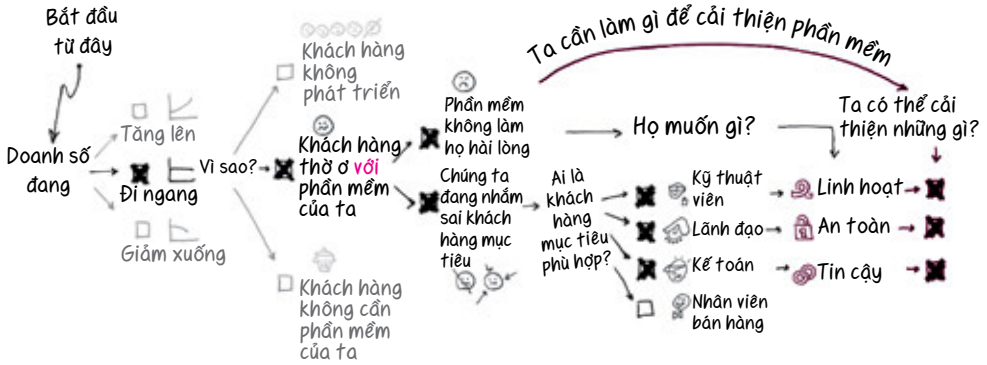 Bắt đầu
từ đây
Doanh số
đang
Tăng lên
Đi ngang
Giảm xuống
Vì sao?
Khách hàng
không
phát triển
Khách hàng
thờ ơ với
phần mềm
của ta
Khách hàng
không cần
phần mềm
của ta
Phần mềm
không làm
họ hài lòng
Chúng ta
đang nhắm
sai khách
hàng mục
tiêu
Ai là
khách
hàng
mục tiêu
phù hợp?
Ta cần làm gì để cải thiện phần mềm
Họ muốn gì?
Kỹ thuật
viên
Lãnh đạo
Kế toán
Nhân viên
bán hàng
Ta có thể cải
thiện những gì?
Linh hoạt
An toàn
Tin cậy